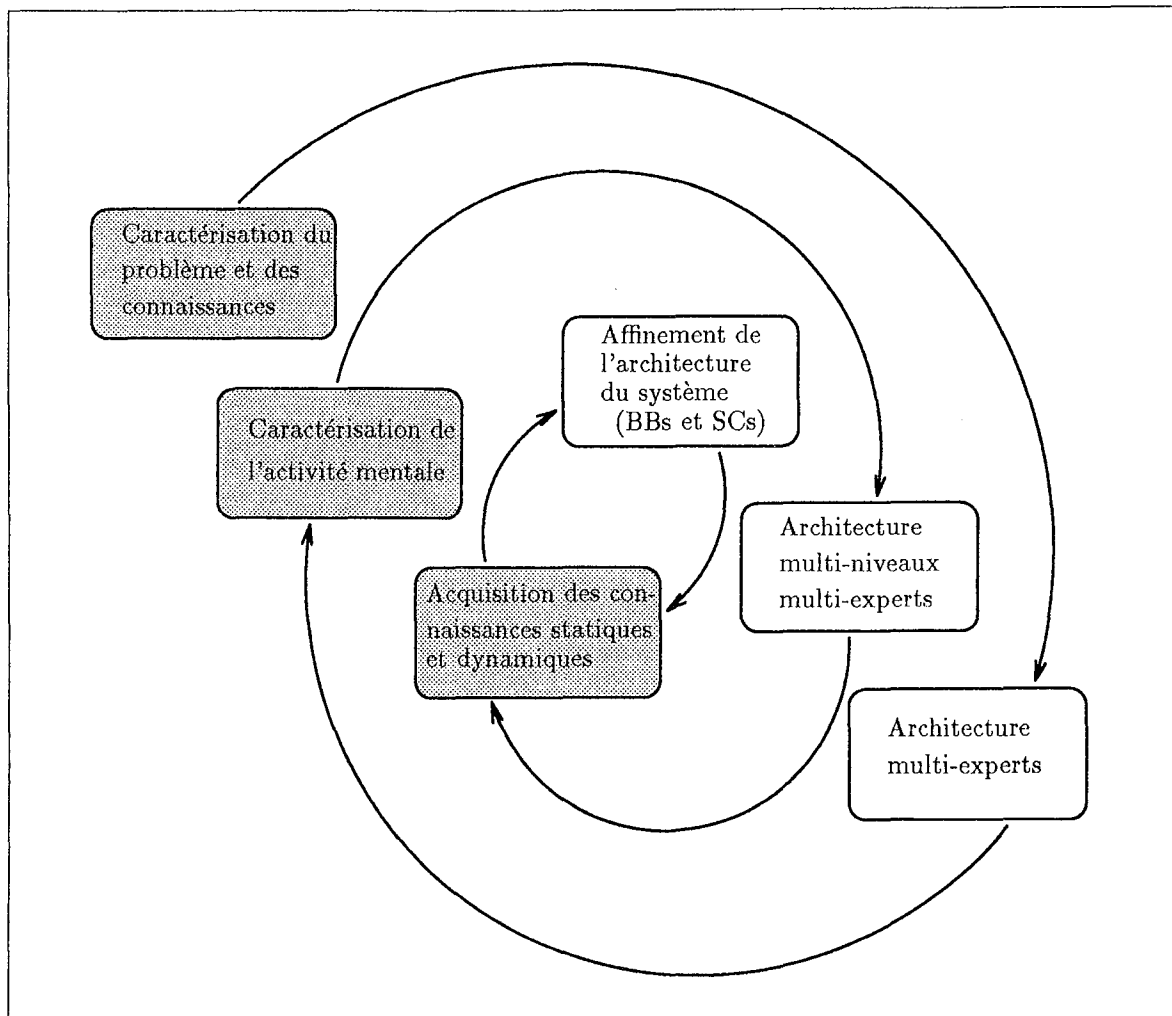 Caractérisation du
problème et des
connaissances
Affinement de
l'architecture
du système
(BBs et SCs)
Caractérisation de
l'activité mentale
Architecture
multi-niveaux
multi-experts
Acquisition des con-
naissances statiques
et dynamiques
Architecture
multi-experts